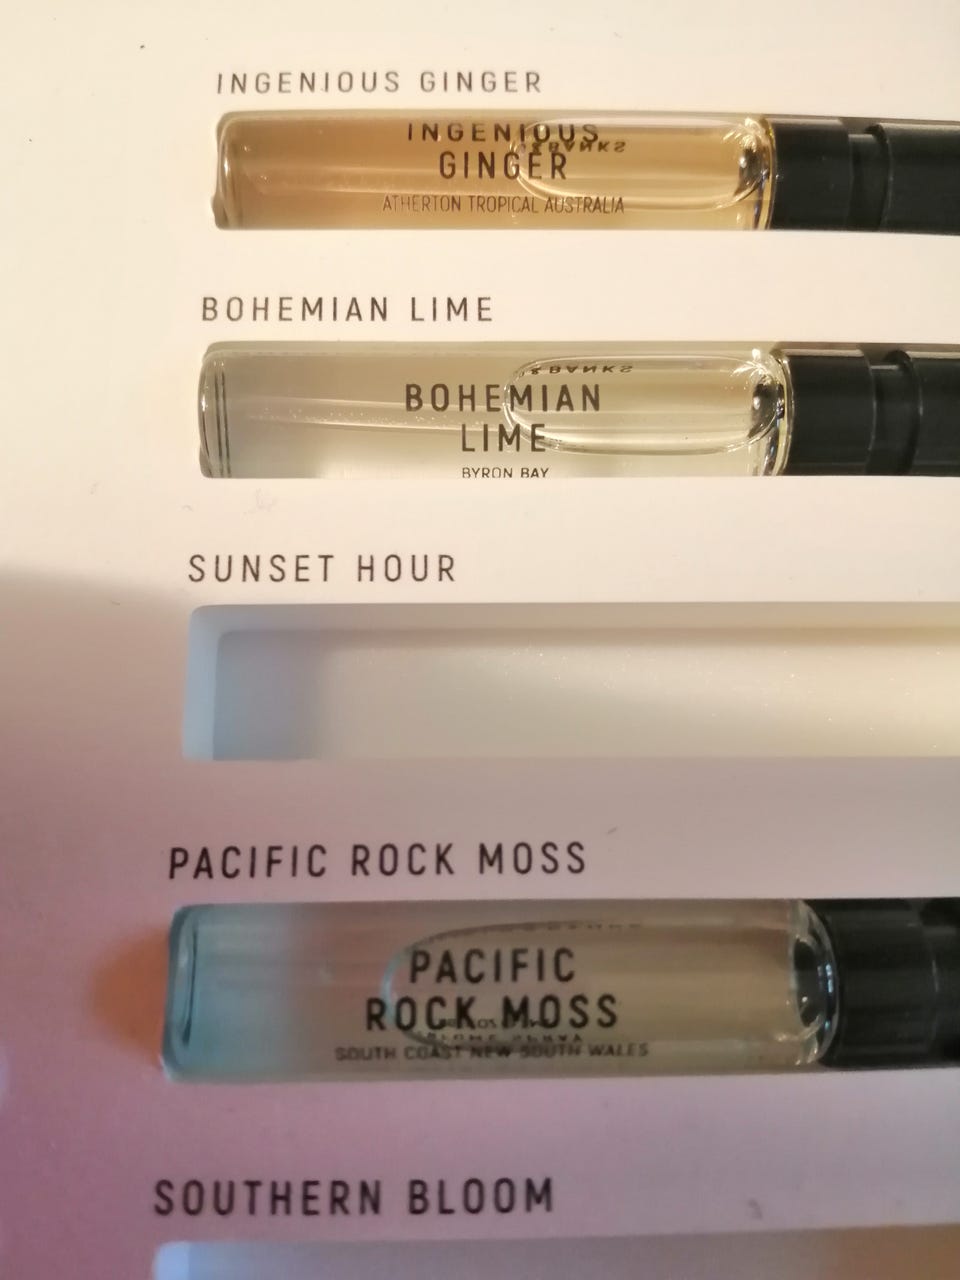 INGENIOUS GINGER
INGENIOUS
GINGER
ATHERTON TROPICAL AUSTRALIA
BOHEMIAN LIME
BOHEMIAN
LIME
BYRON BAY
SUNSET HOUR
PACIFIC ROCK MOSS
PACIFIC
ROCK MOSS
SOUTH COAST NEW SOUTH WALES
SOUTHERN BLOOM